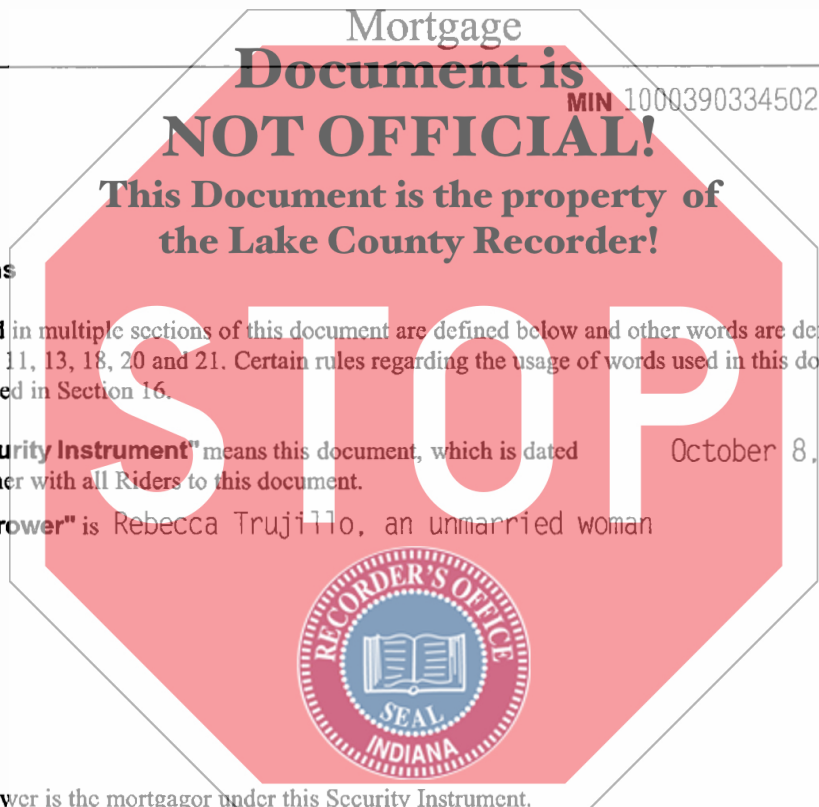 Mortgage
Document is
MIN 1000390334502
NOT OFFICIAL!
This Document is the property of
the Lake County Recorder!
s
in multiple sections of this document are defined below and other words are de
11, 13, 18, 20 and 21. Certain rules regarding the usage of words used in this do
ed in Section 16.
STOP
urity Instrument" means this document, which is dated October 8,
er with all Riders to this document.
rower" is Rebecca Trujillo, an unmarried woman
RECORDER'S OFFICE
SEAL
INDIANA
wer is the mortgagor under this Security Instrument.